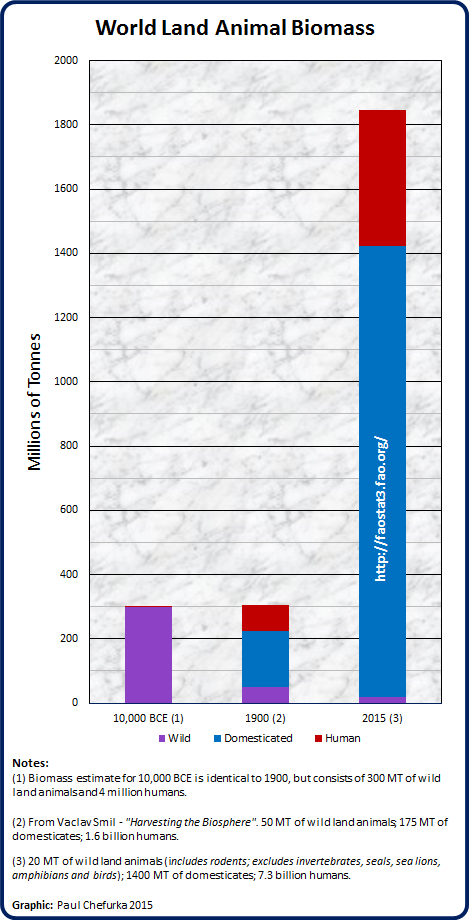 World Land Animal Biomass
2000
1800
1600
1400
1200
1000
800
600
400
200
0
Millions of Tonnes
http://faostat3.fao.org/
10,000 BCE (1)
1900 (2)
2015 (3)
Wild
Domesticated
Human
Notes:
(1) Biomass estimate for 10,000 BCE is identical to 1900, but consists of 300 MT of wild
land animals and 4 million humans.
(2) From Vaclav Smil - "Harvesting the Biosphere". 50 MT of wild land animals; 175 MT of
domesticates; 1.6 billion humans.
(3) 20 MT of wild land animals (includes rodents; excludes invertebrates, seals, sea lions,
amphibians and birds); 1400 MT of domesticates; 7.3 billion humans.
Graphic: Paul Chefurka 2015